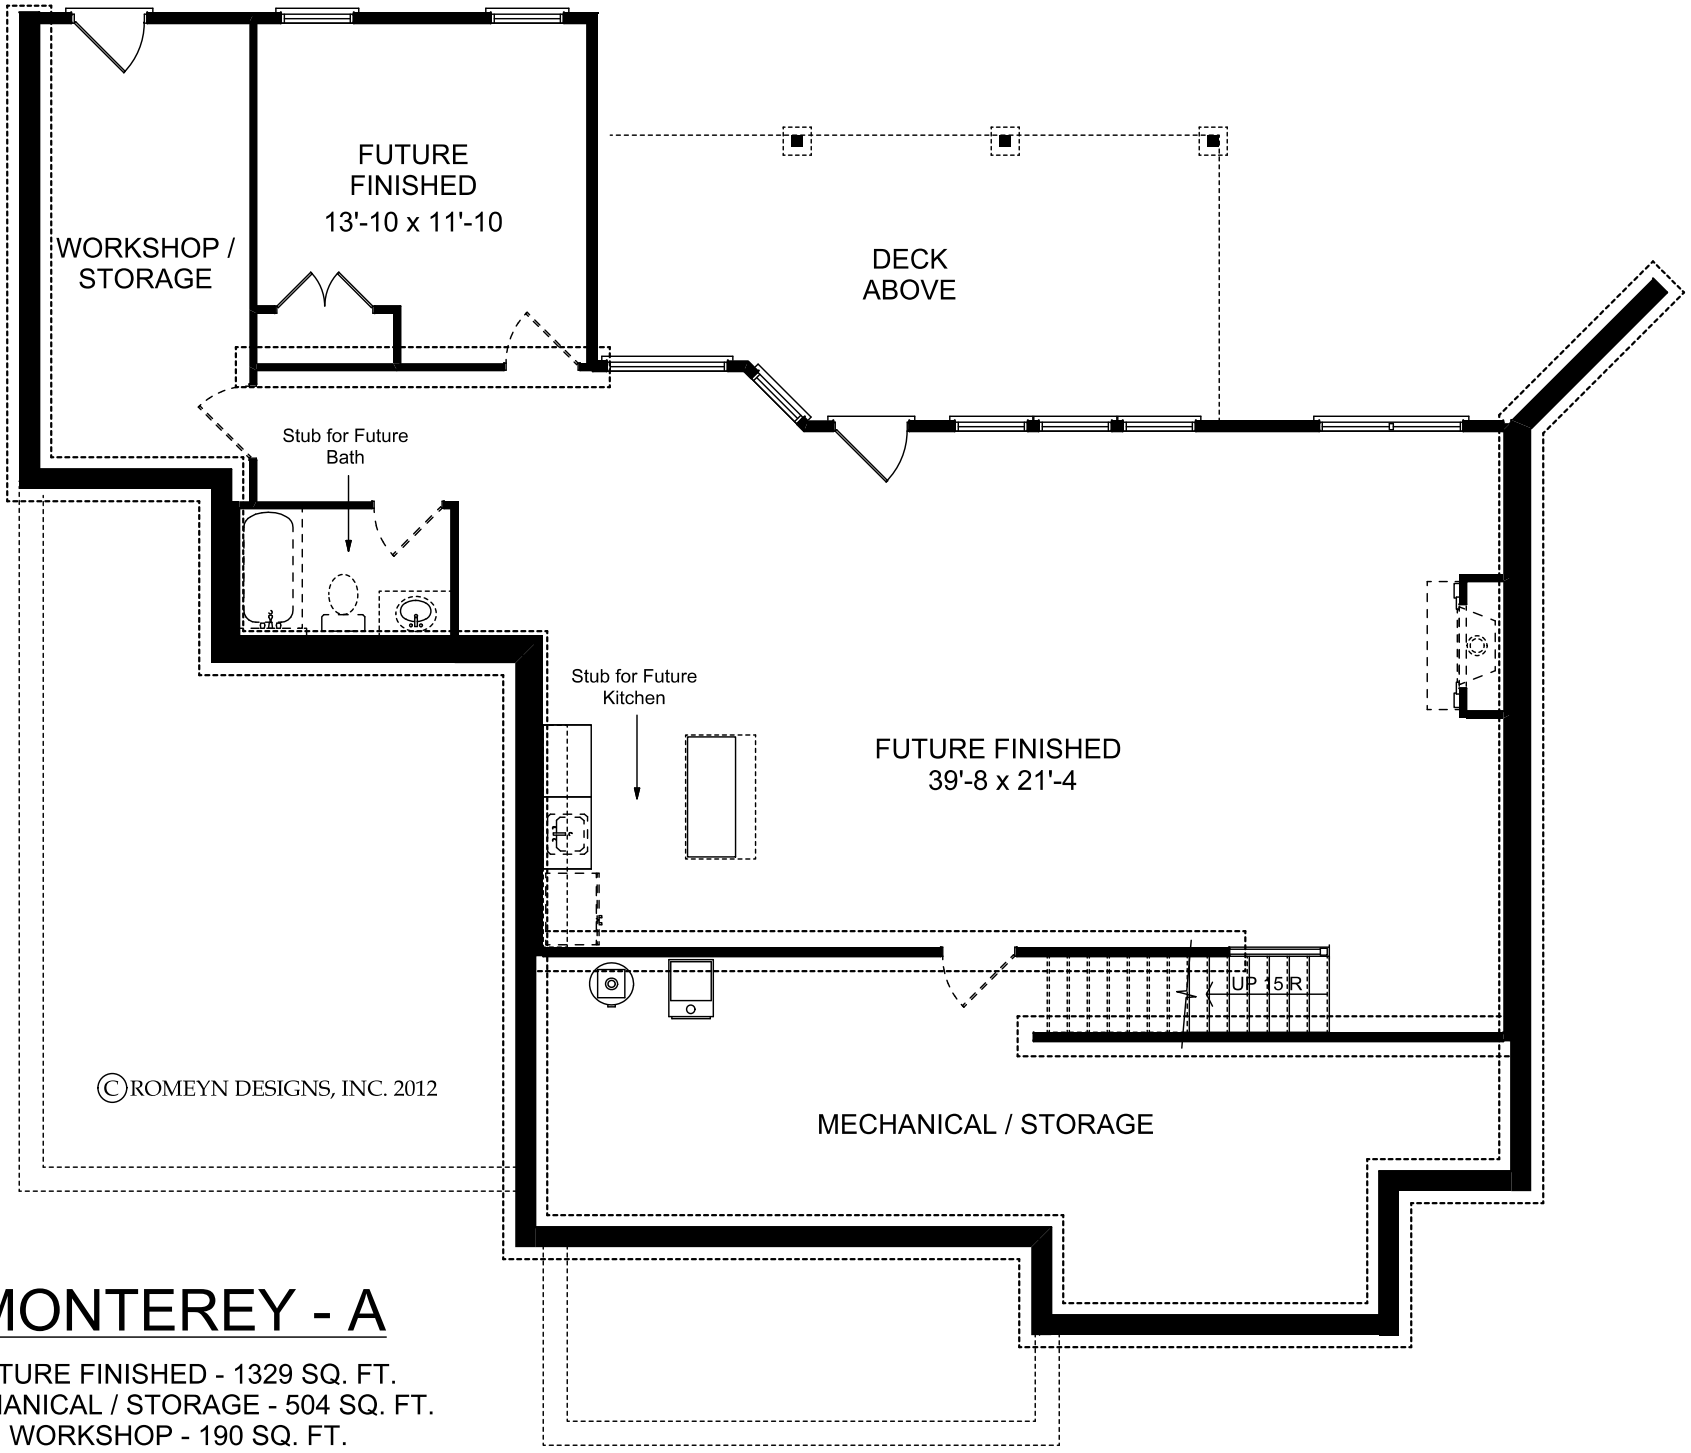 FUTURE
FINISHED
13'-10 x 11'-10
WORKSHOP /
STORAGE
DECK
ABOVE
Stub for Future
Bath
Stub for Future
Kitchen
FUTURE FINISHED
39'-8 x 21'-4
UP 15 R
©ROMEYN DESIGNS, INC. 2012
MECHANICAL / STORAGE
MONTEREY - A
TURE FINISHED - 1329 SQ. FT.
HANICAL / STORAGE - 504 SQ. FT.
WORKSHOP - 190 SQ. FT.